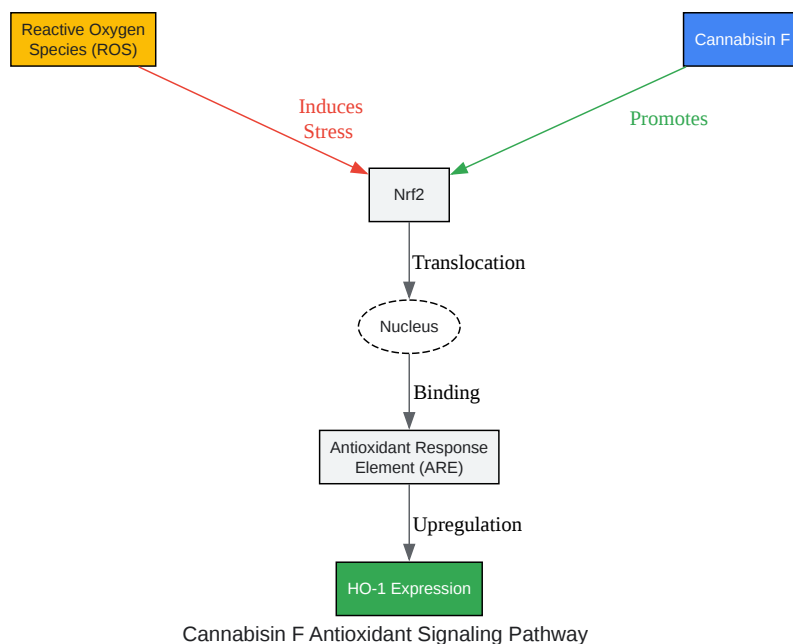 Reactive Oxygen
Species (ROS)
Cannabisin F
Induces
Stress
Promotes
Nrf2
Translocation
Nucleus
Binding
Antioxidant Response
Element (ARE)
Upregulation
HO-1 Expression
Cannabisin F Antioxidant Signaling Pathway